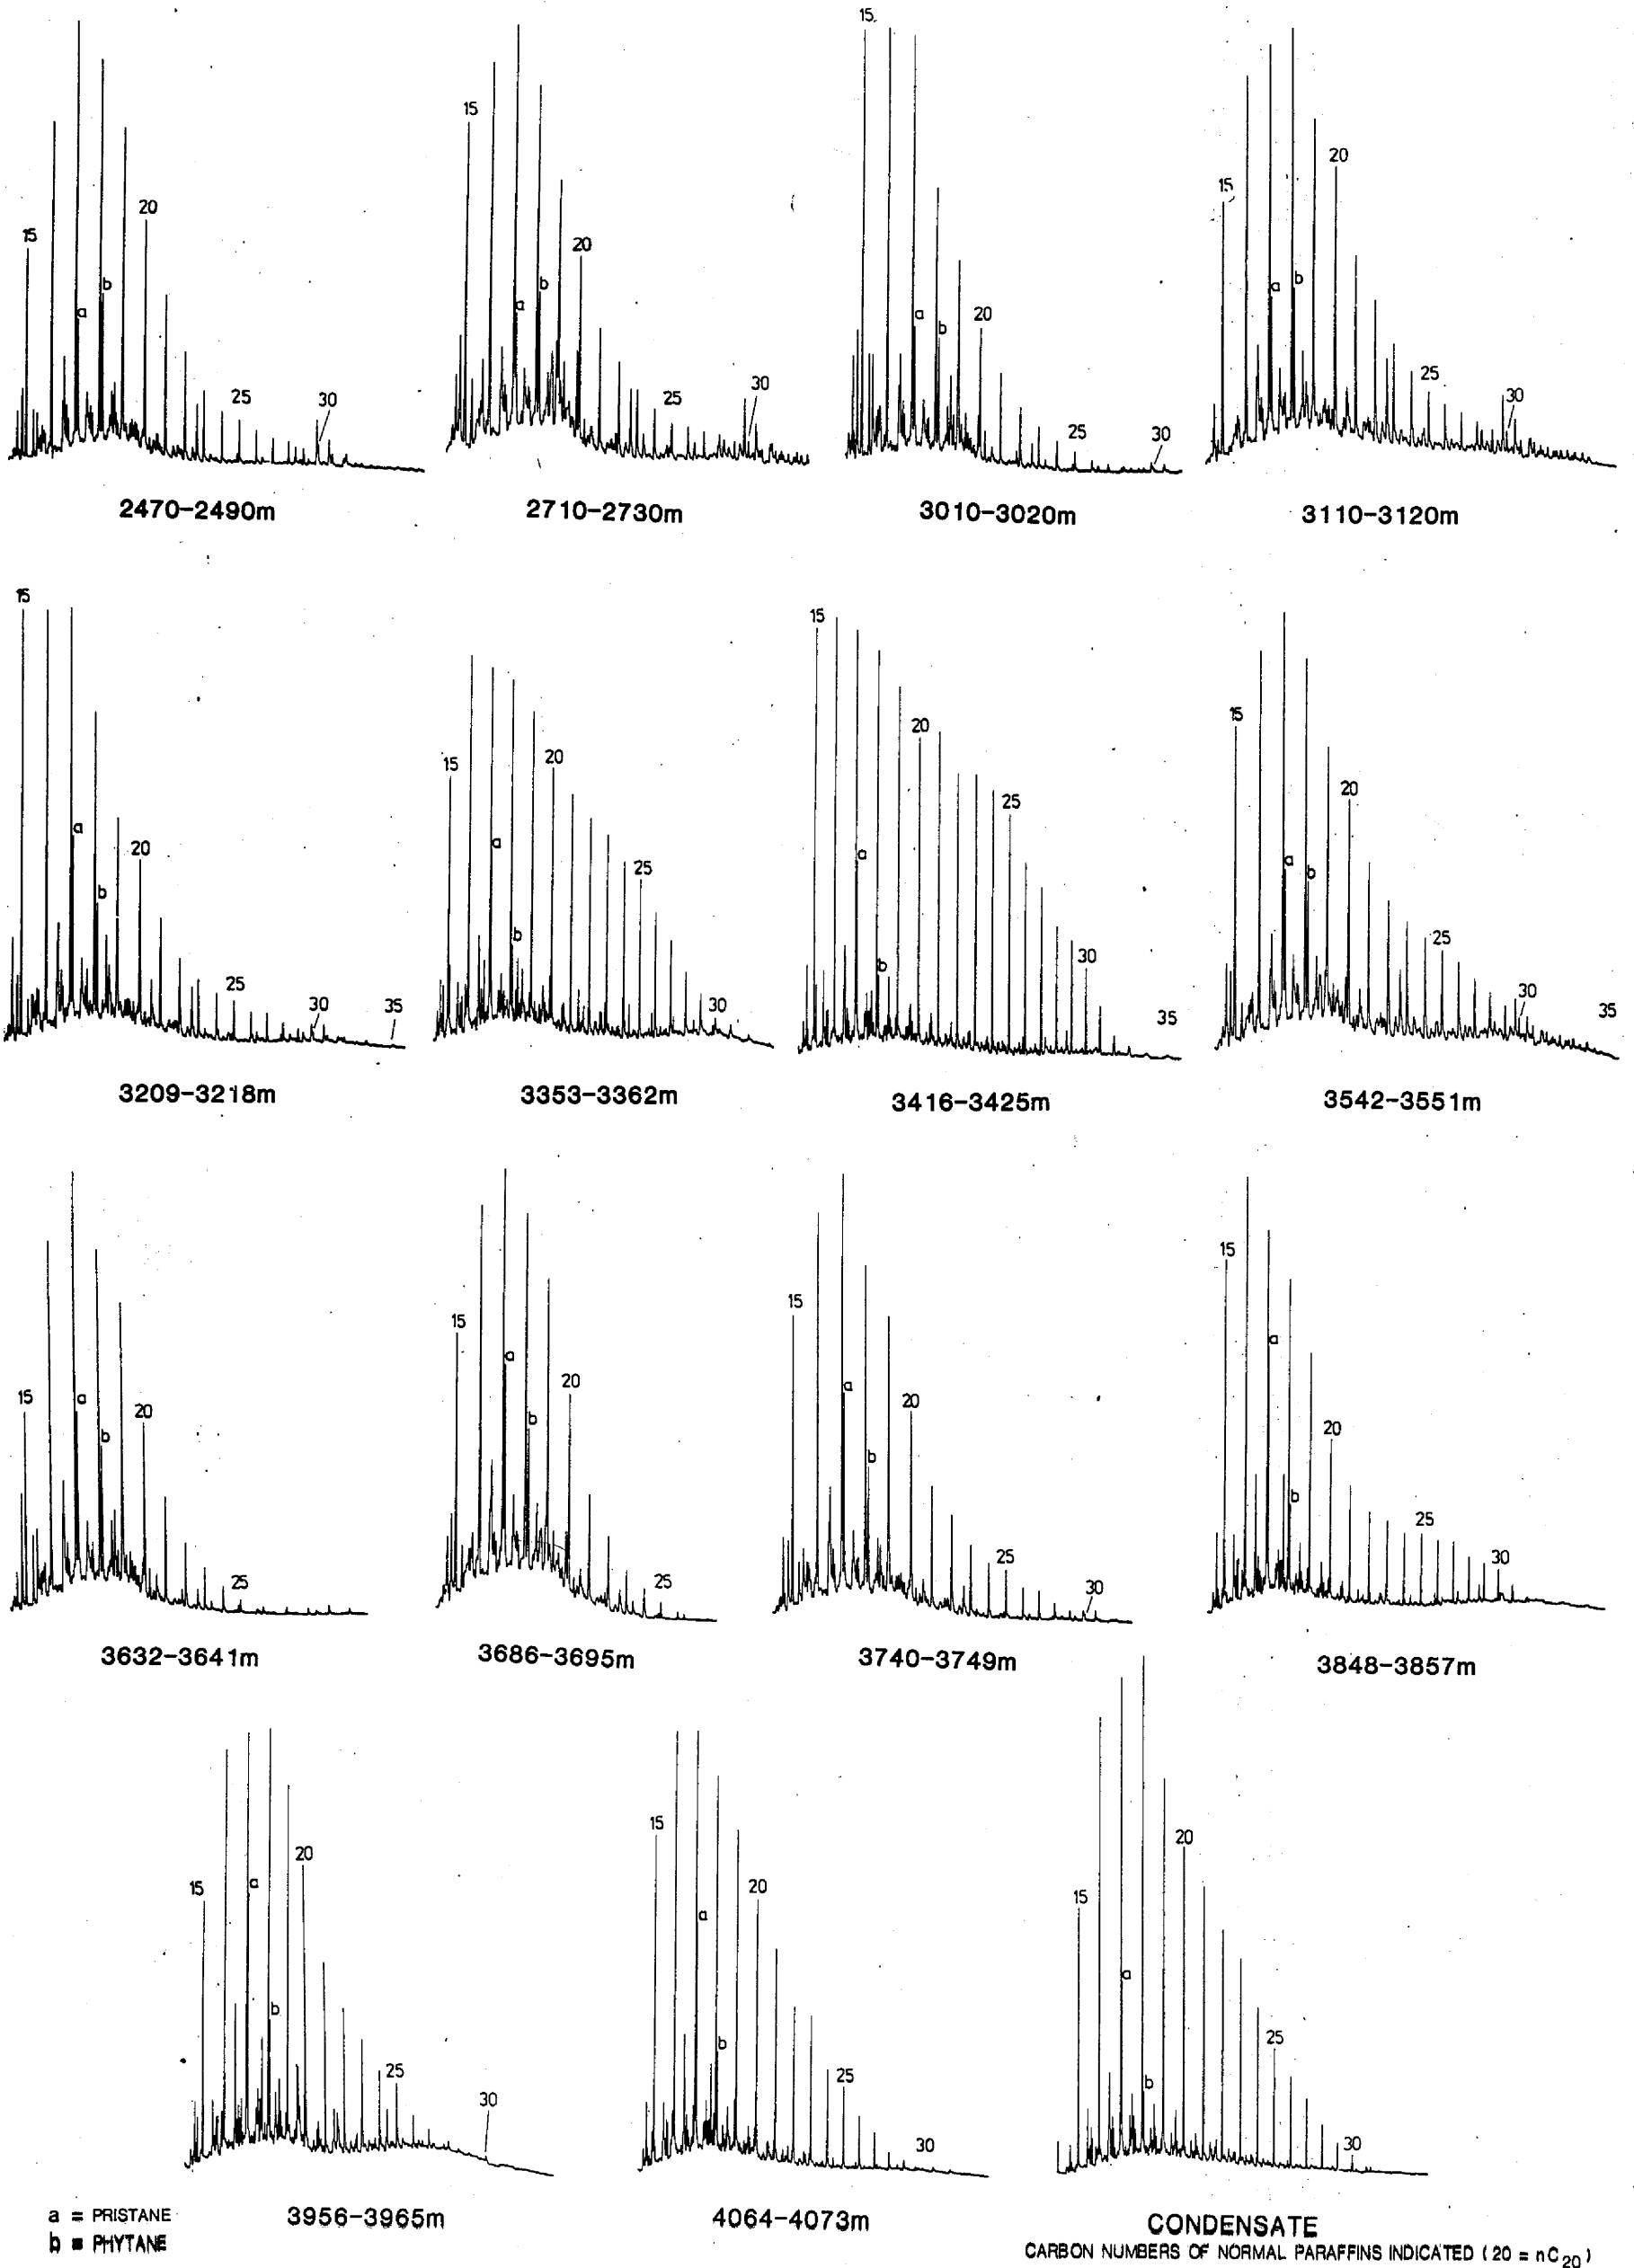 15 a b 20 25 30
2470-2490m
15 a b 20 25 30
2710-2730m
15 a b 20 25 30
3010-3020m
15 a b 20 25 30
3110-3120m
15 a b 20 25 30 35
3209-3218m
15 a b 20 25 30
3353-3362m
15 a b 20 25 30 35
3416-3425m
15 a b 20 25 30 35
3542-3551m
15 a b 20 25
3632-3641m
15 a b 20 25
3686-3695m
15 a b 20 25 30
3740-3749m
15 a b 20 25 30
3848-3857m
15 a b 20 25 30
3956-3965m
15 a b 20 25 30
4064-4073m
15 a b 20 25 30
CONDENSATE
a = PRISTANE
b = PHYTANE
CARBON NUMBERS OF NORMAL PARAFFINS INDICATED (20 = nC20)